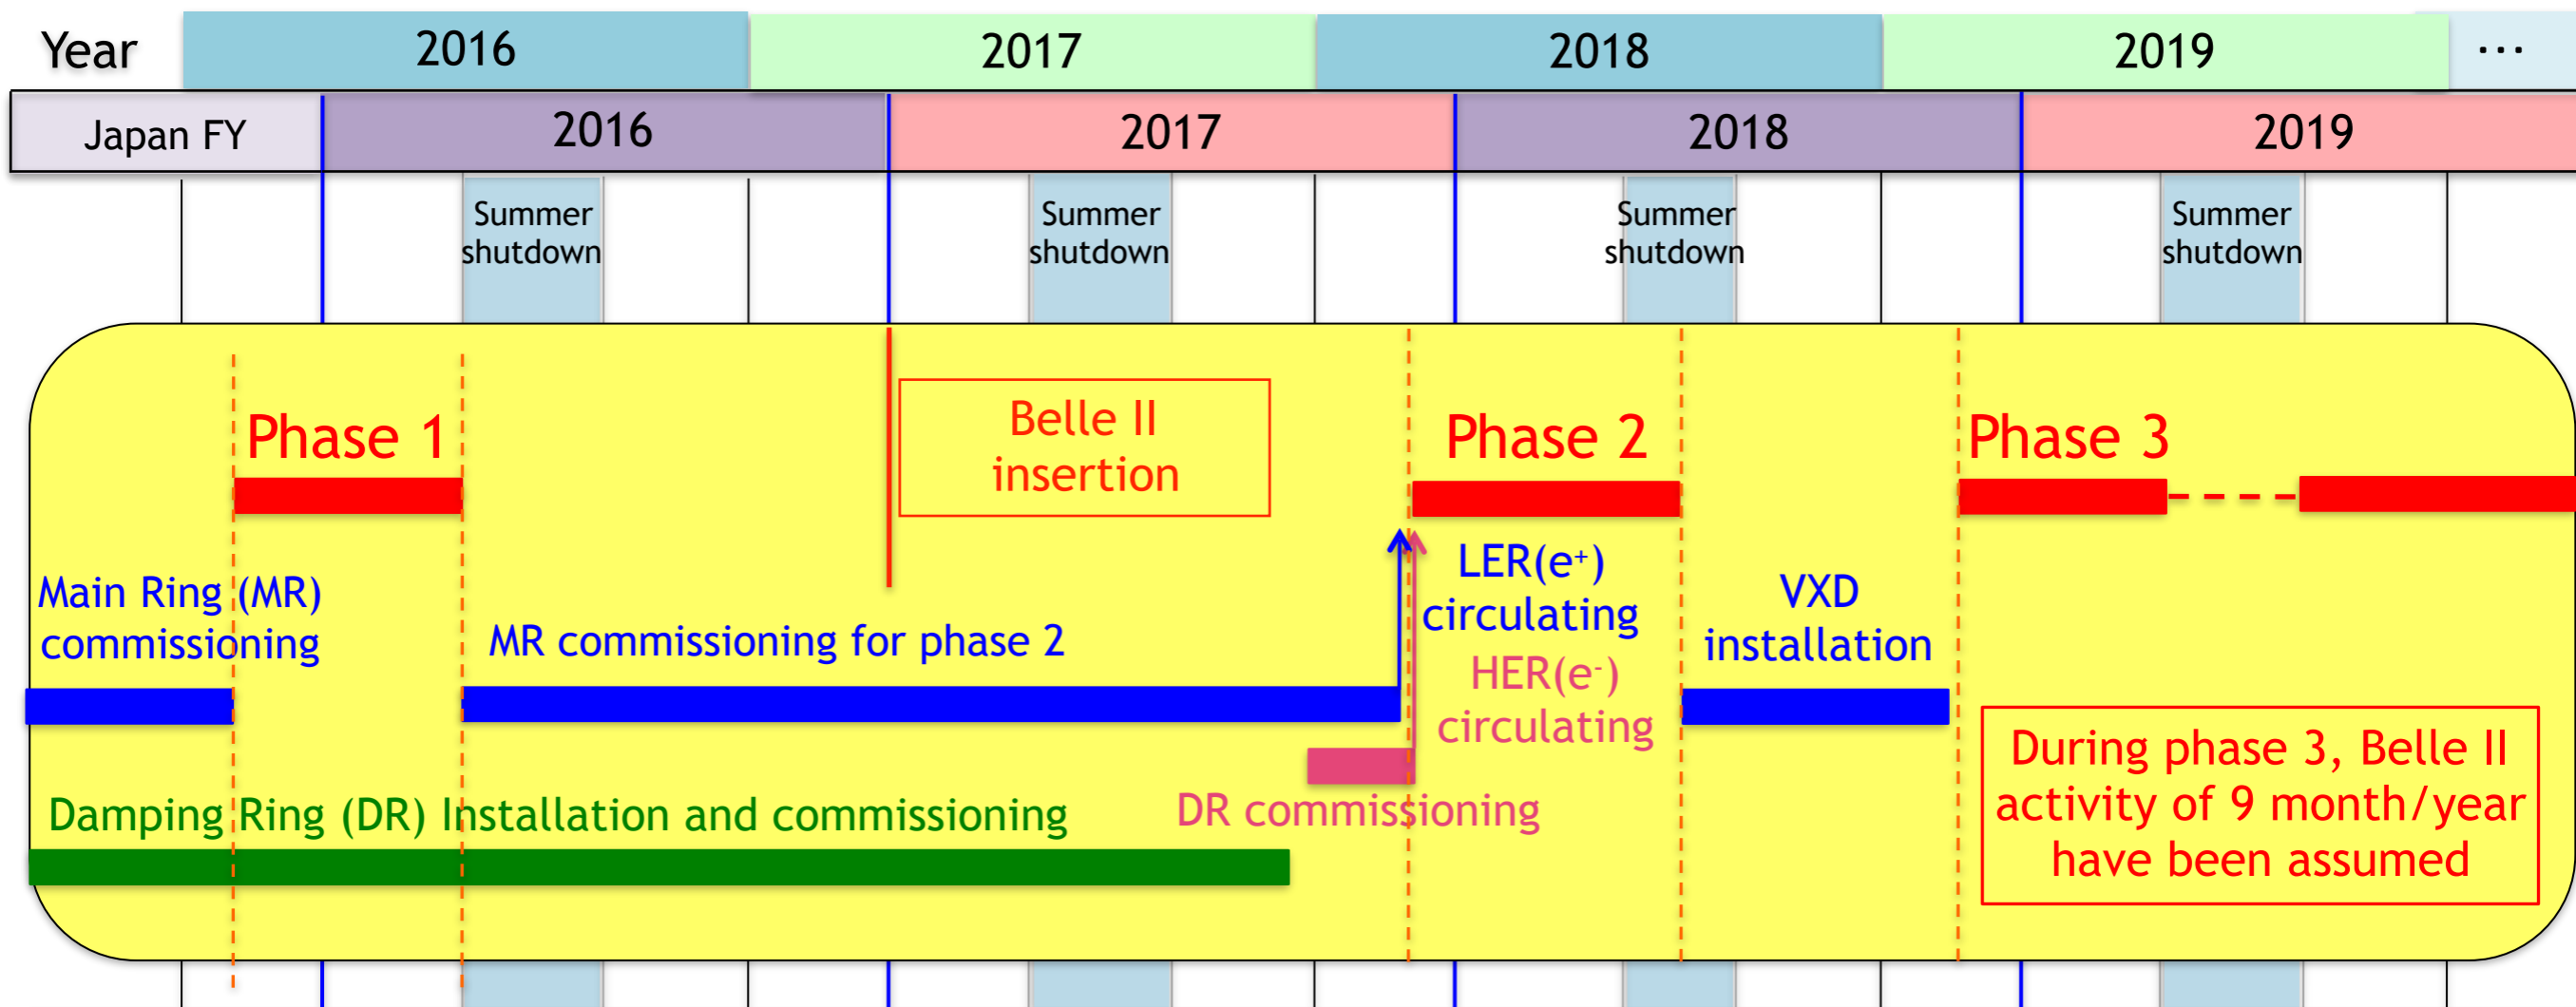 Year 2016 2017 2018 2019 ...
Japan FY 2016 2017 2018 2019
Summer
shutdown
Summer
shutdown
Summer
shutdown
Summer
shutdown
Phase 1
Belle II
insertion
Phase 2
Phase 3
Main Ring (MR)
commissioning
MR commissioning for phase 2
LER(e⁺)
circulating
HER(e⁻)
circulating
VXD
installation
DR commissioning
Damping Ring (DR) Installation and commissioning
During phase 3, Belle II
activity of 9 month/year
have been assumed